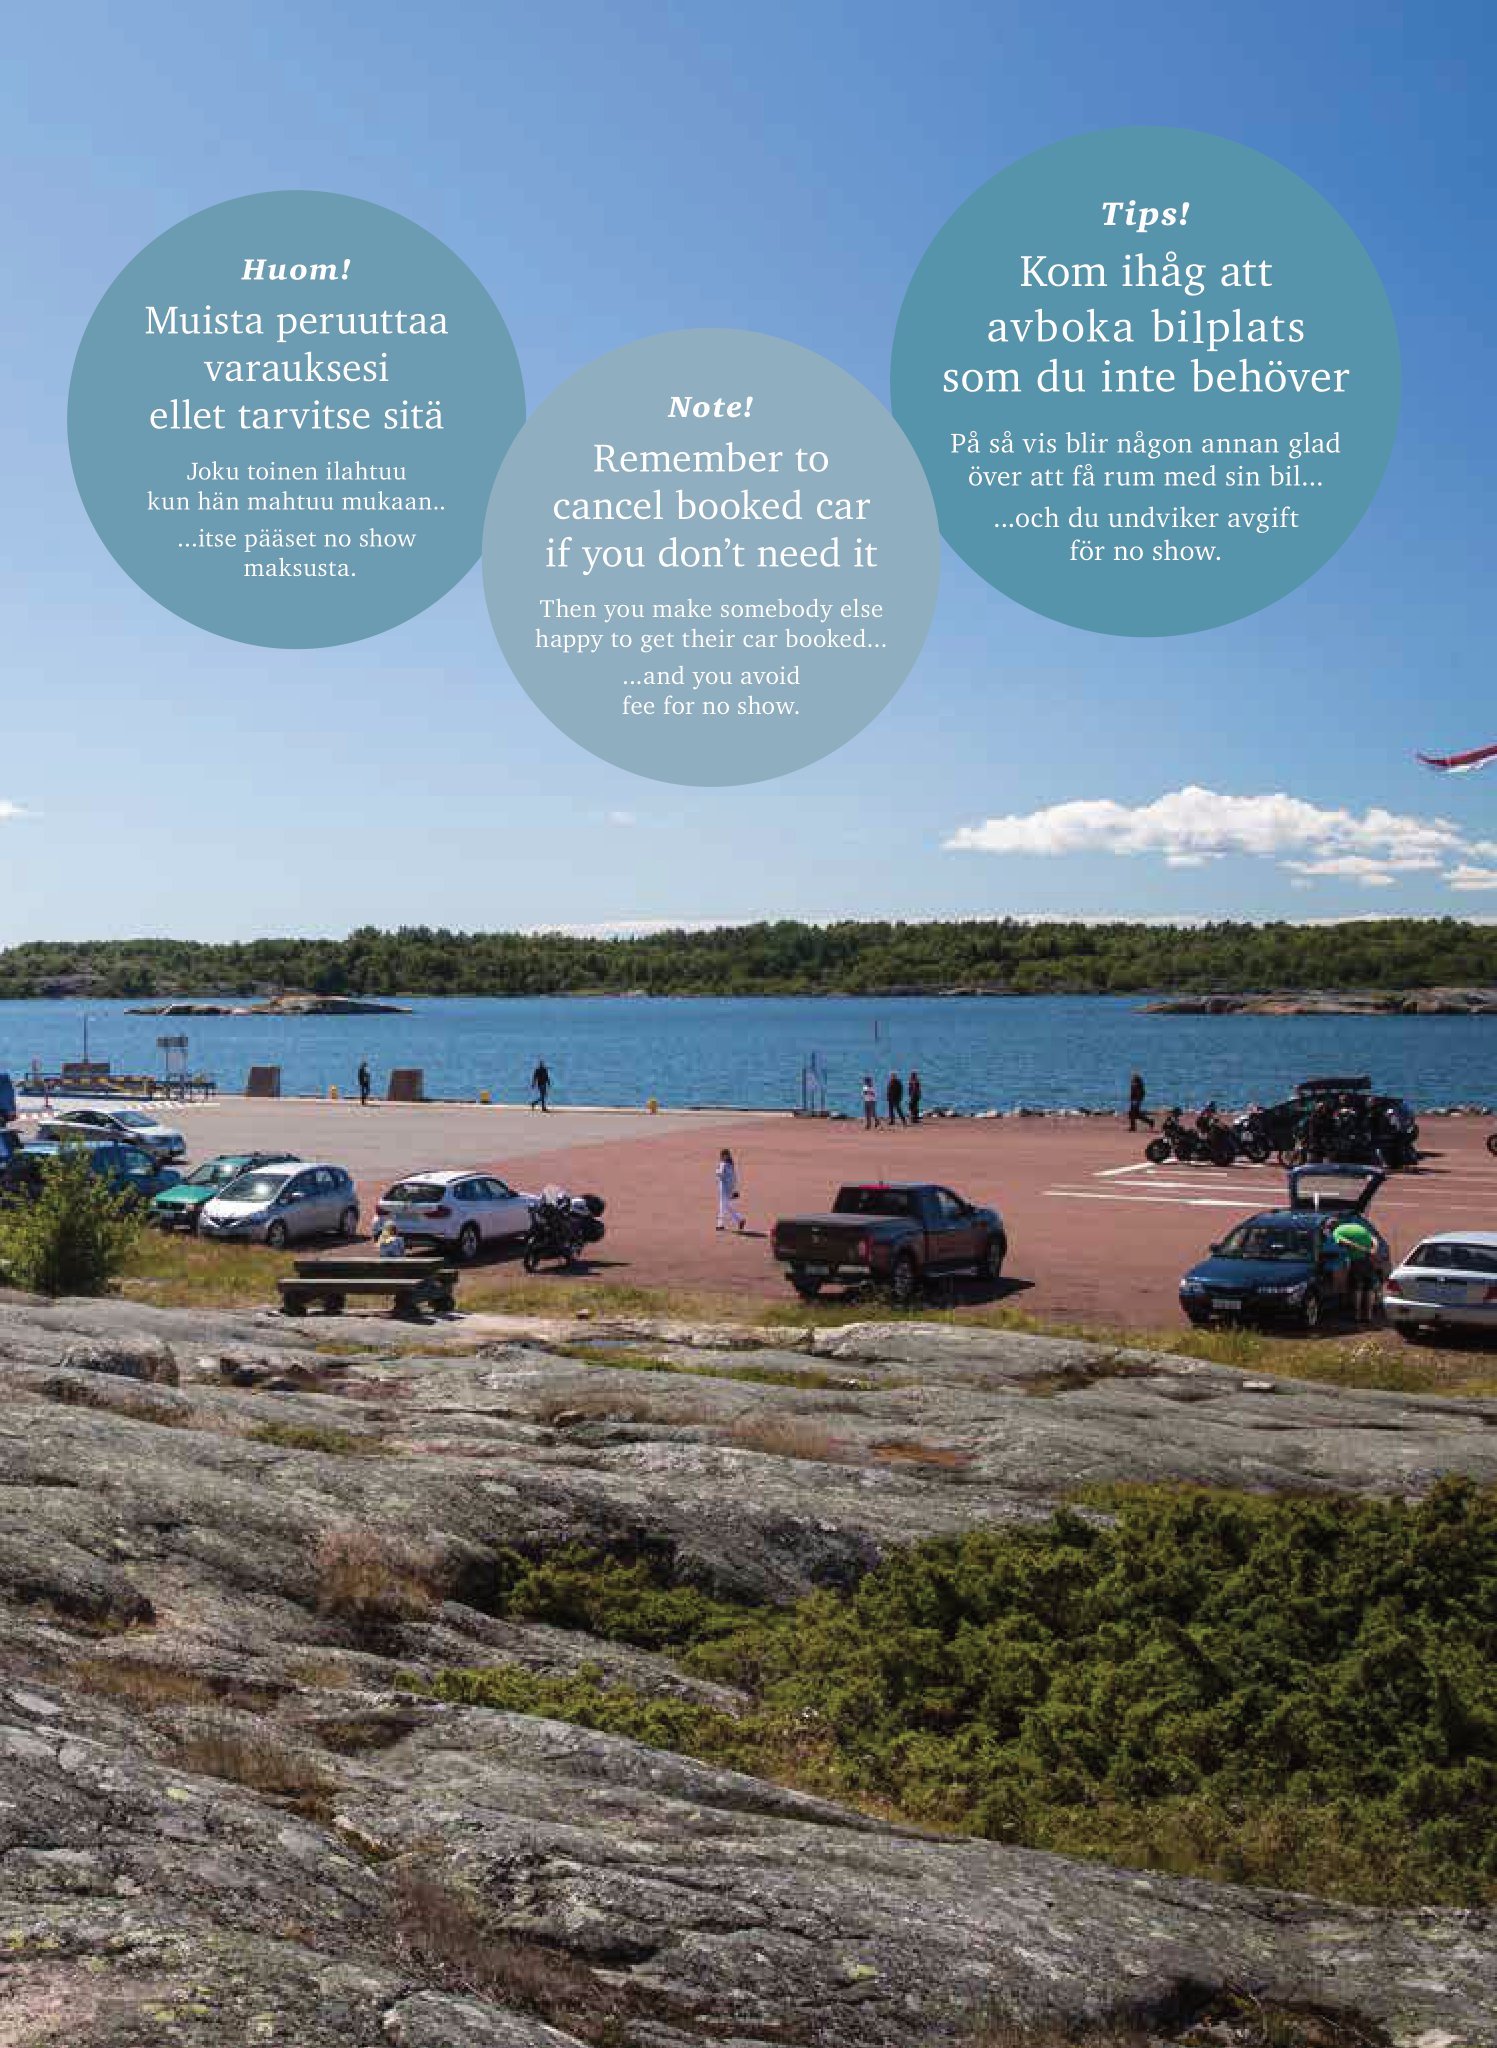 Huom!
Muista peruuttaa
varauksesi
ellet tarvitse sitä
Joku toinen ilahtuu
kun hän mahtuu mukaan..
...itse pääset no show
maksusta.
Note!
Remember to
cancel booked car
if you don't need it
Then you make somebody else
happy to get their car booked...
...and you avoid
fee for no show.
Tips!
Kom ihåg att
avboka bilplats
som du inte behöver
På så vis blir någon annan glad
över att få rum med sin bil...
...och du undviker avgift
för no show.